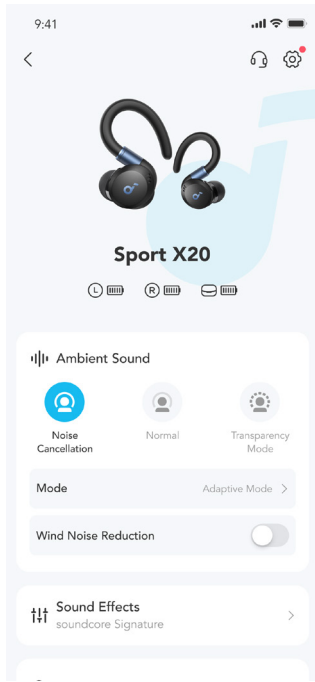 9:41
Sport X20
L
R
Ambient Sound
Noise
Cancellation
Normal
Transparency
Mode
Mode
Adaptive Mode
Wind Noise Reduction
Sound Effects
soundcore Signature